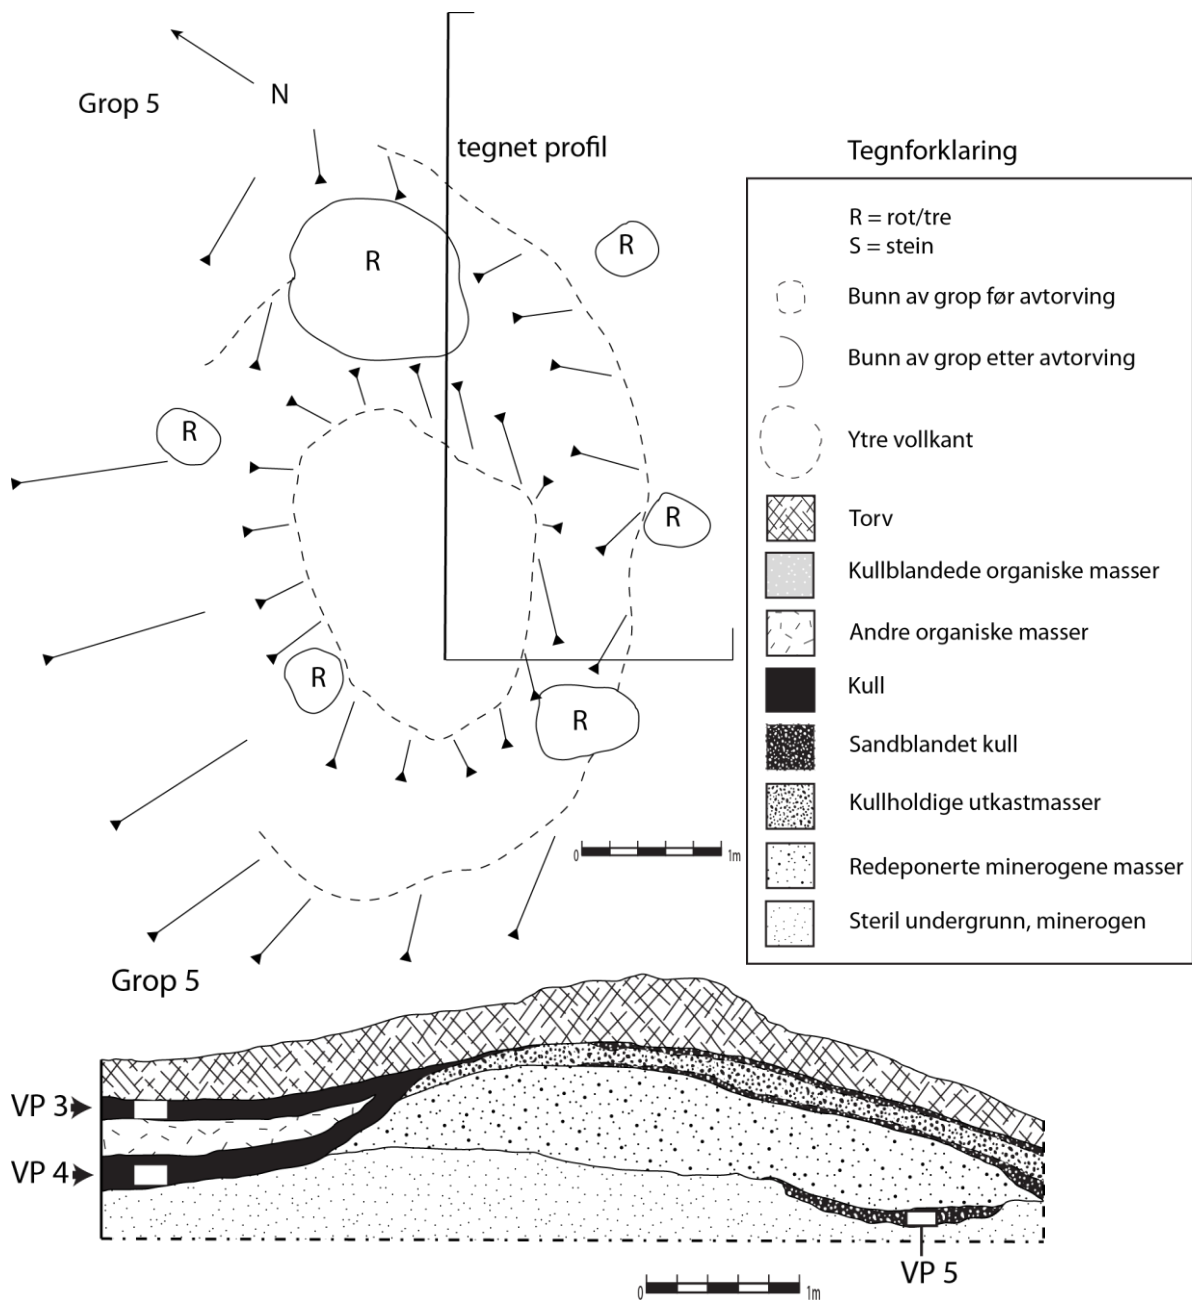 Grop 5
N
tegnet profil
R
R
R
R
R
R
0 1m
Tegnforklaring
R = rot/tre
S = stein
Bunn av grop før avtorving
Bunn av grop etter avtorving
Ytre vollkant
Torv
Kullblandede organiske masser
Andre organiske masser
Kull
Sandblandet kull
Kullholdige utkastmasser
Redeponerte minerogene masser
Steril undergrunn, minerogen
Grop 5
VP 3
VP 4
VP 5
0 1m